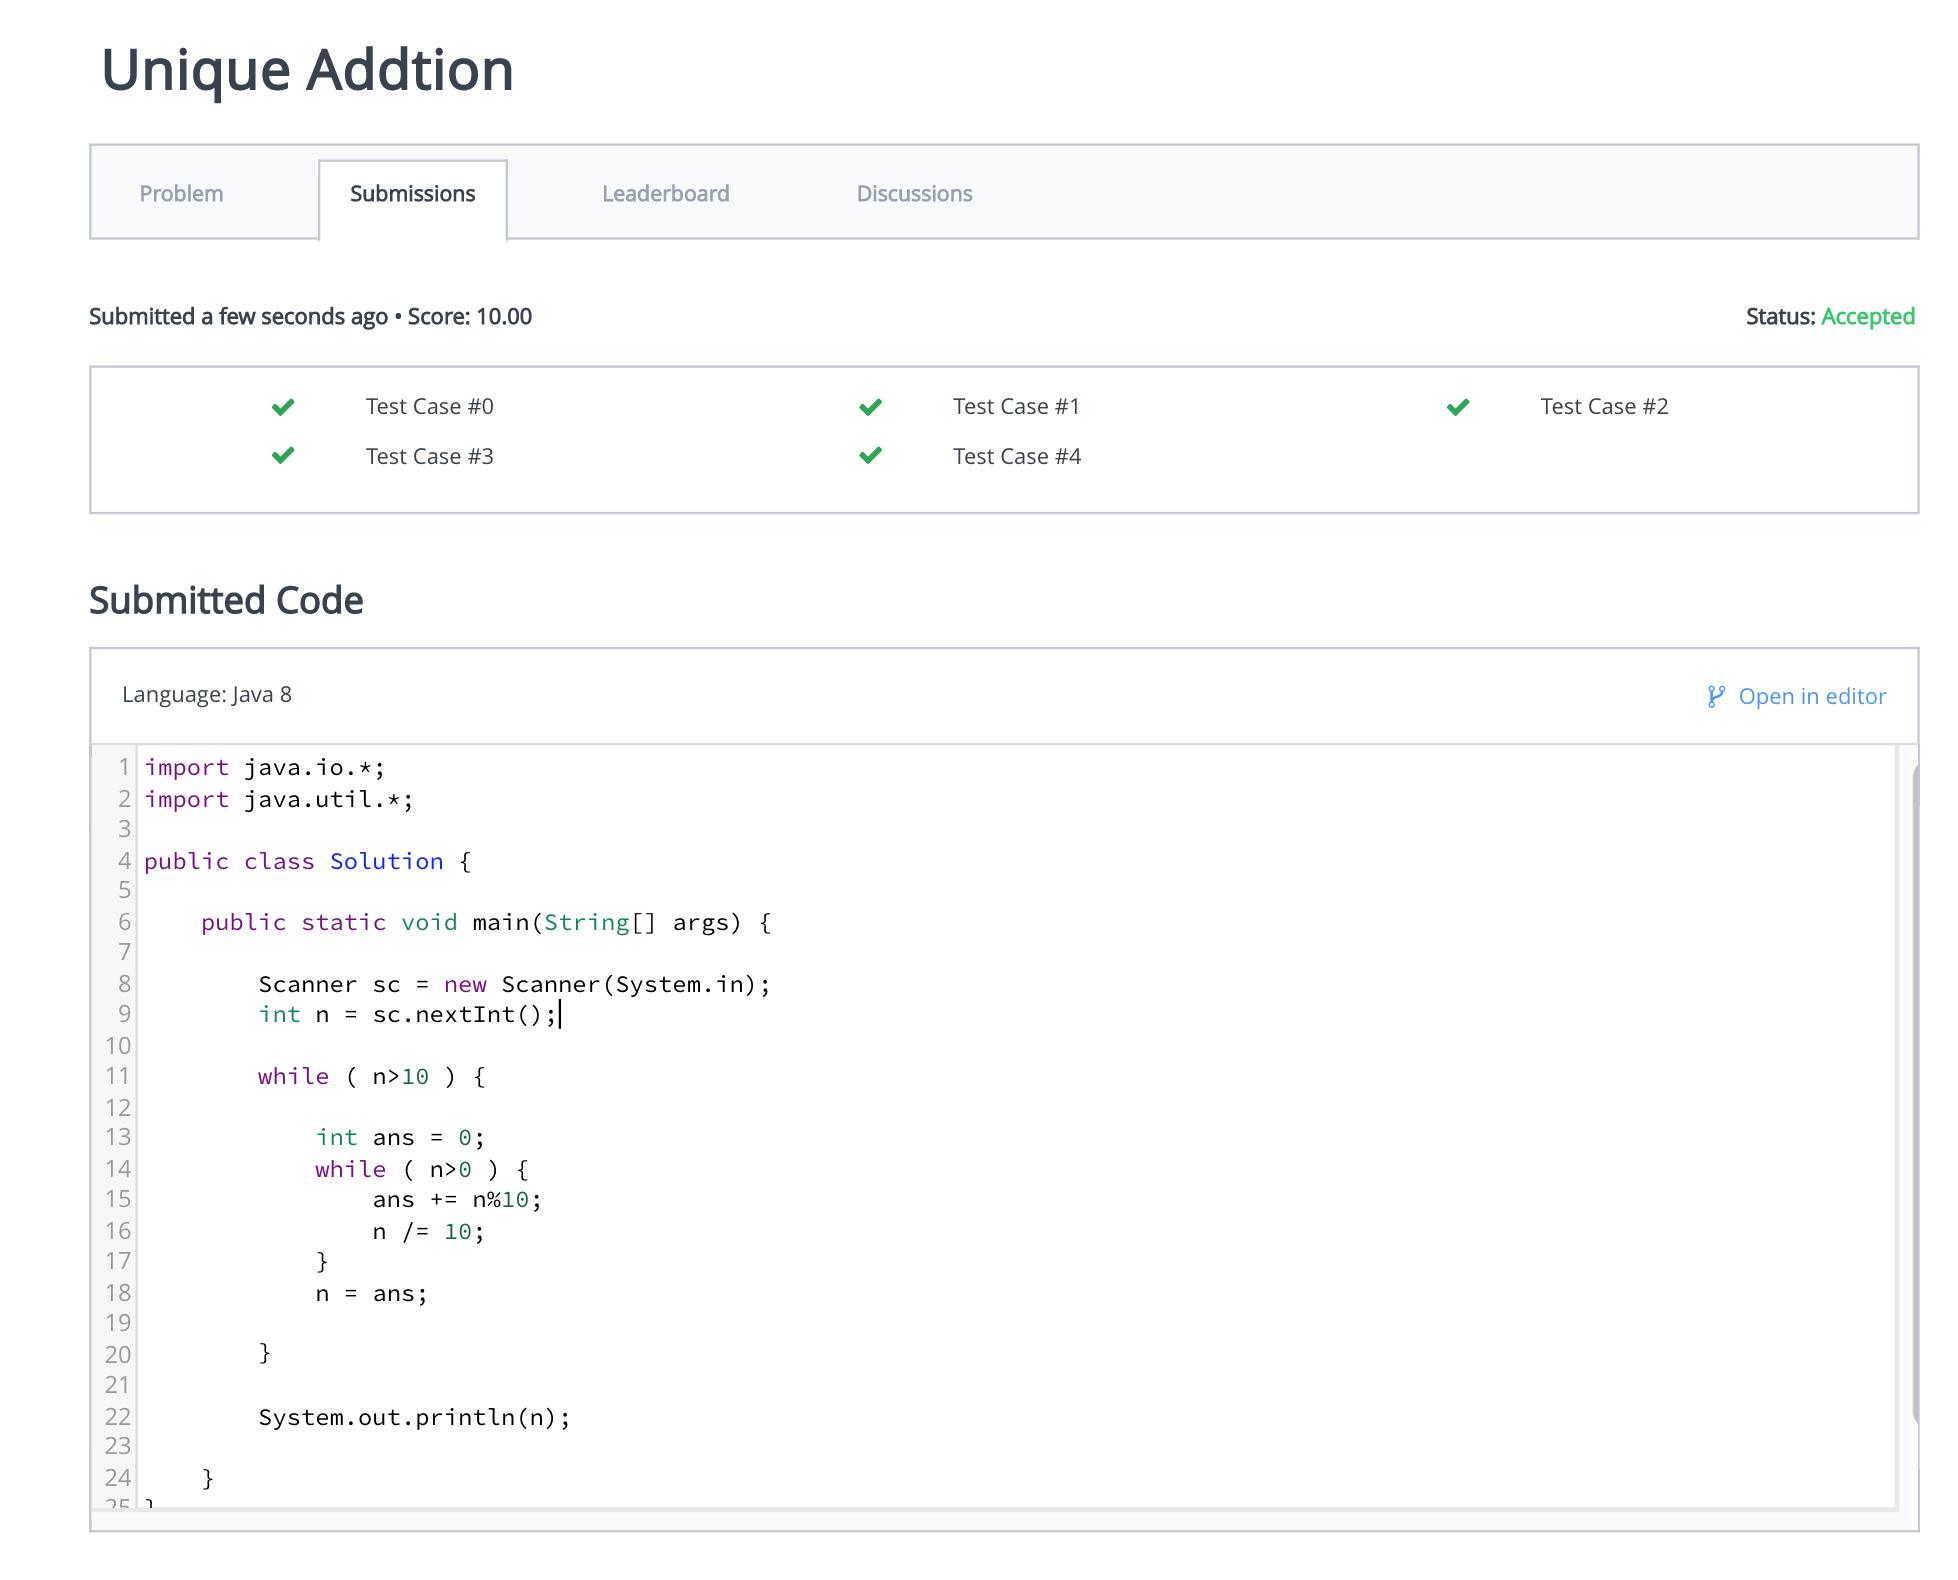 Unique Addtion
Problem Submissions Leaderboard Discussions
Submitted a few seconds ago • Score: 10.00 Status: Accepted
Test Case #0 Test Case #1 Test Case #2
Test Case #3 Test Case #4
Submitted Code
Language: Java 8 Open in editor
1 import java.io.*;
2 import java.util.*;
3
4 public class Solution {
5
6     public static void main(String[] args) {
7
8         Scanner sc = new Scanner(System.in);
9         int n = sc.nextInt();
10
11         while ( n>10 ) {
12
13             int ans = 0;
14             while ( n>0 ) {
15                 ans += n%10;
16                 n /= 10;
17             }
18             n = ans;
19
20         }
21
22         System.out.println(n);
23
24     }
25 }